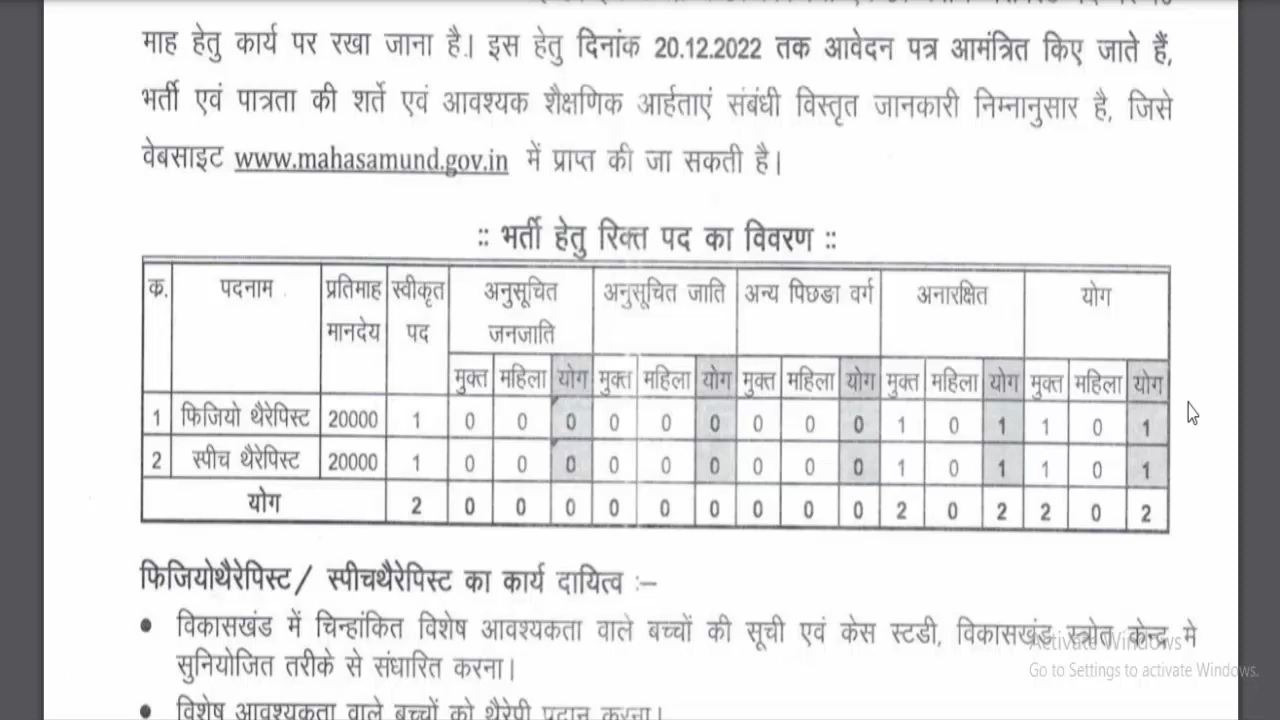 माह हेतु कार्य पर रखा जाना है। इस हेतु दिनांक 20.12.2022 तक आवेदन पत्र आमंत्रित किए जाते हैं,
भर्ती एवं पात्रता की शर्ते एवं आवश्यक शैक्षणिक आर्हताएं संबंधी विस्तृत जानकारी निम्नानुसार है, जिसे
वेबसाइट www.mahasamund.gov.in में प्राप्त की जा सकती है।
:: भर्ती हेतु रिक्त पद का विवरण ::
क. पदनाम प्रतिमाह मानदेय स्वीकृत पद अनुसूचित जनजाति अनुसूचित जाति अन्य पिछडा वर्ग अनारक्षित योग
मुक्त महिला योग मुक्त महिला योग मुक्त महिला योग मुक्त महिला योग मुक्त महिला योग
1 फिजियो थैरेपिस्ट 20000 1 0 0 0 0 0 0 0 0 0 1 0 1 1 0 1
2 स्पीच थैरेपिस्ट 20000 1 0 0 0 0 0 0 0 0 0 1 0 1 1 0 1
योग 2 0 0 0 0 0 0 0 0 0 2 0 2 2 0 2
फिजियोथैरेपिस्ट/ स्पीचथैरेपिस्ट का कार्य दायित्व :–
• विकासखंड में चिन्हांकित विशेष आवश्यकता वाले बच्चों की सूची एवं केस स्टडी, विकासखंड स्त्रोत केन्द्र मे
सुनियोजित तरीके से संधारित करना।
• विशेष आवश्यकता वाले बच्चों को थैरेपी प्रदान करना।
Activate Windows
Go to Settings to activate Windows.